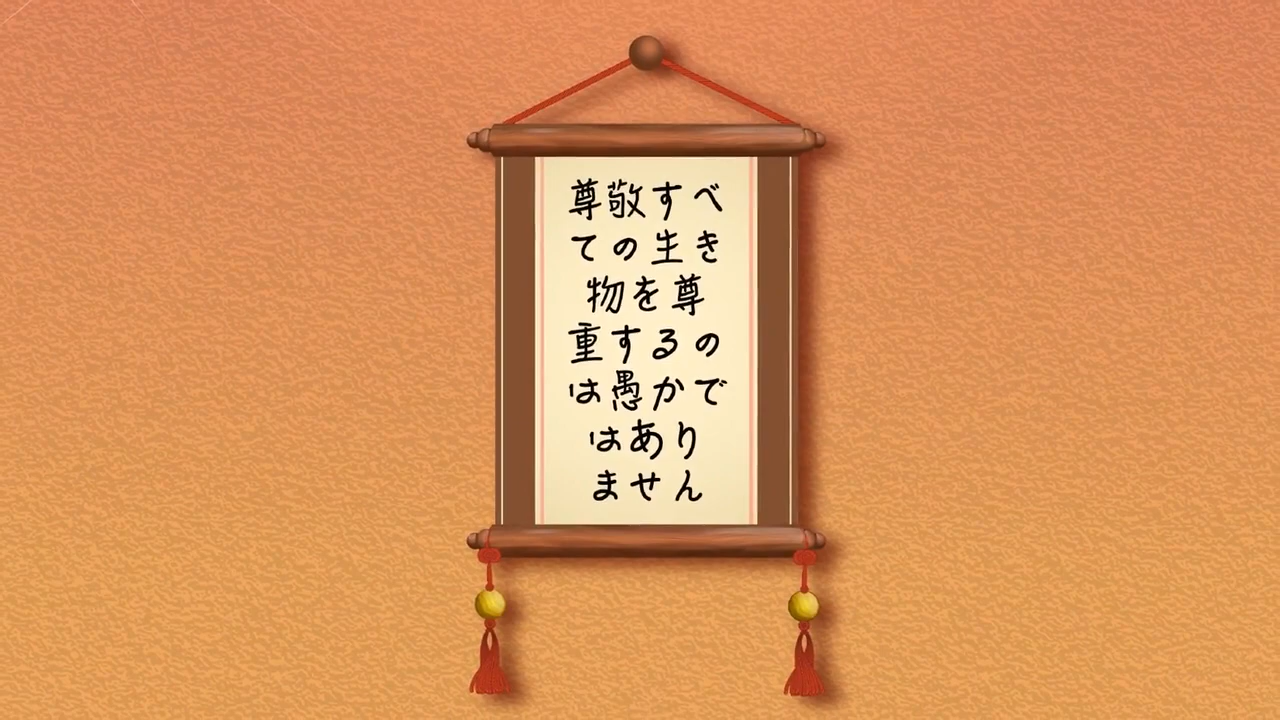 尊敬すべ
ての生き
物を尊
重するの
は愚かで
はあり
ません